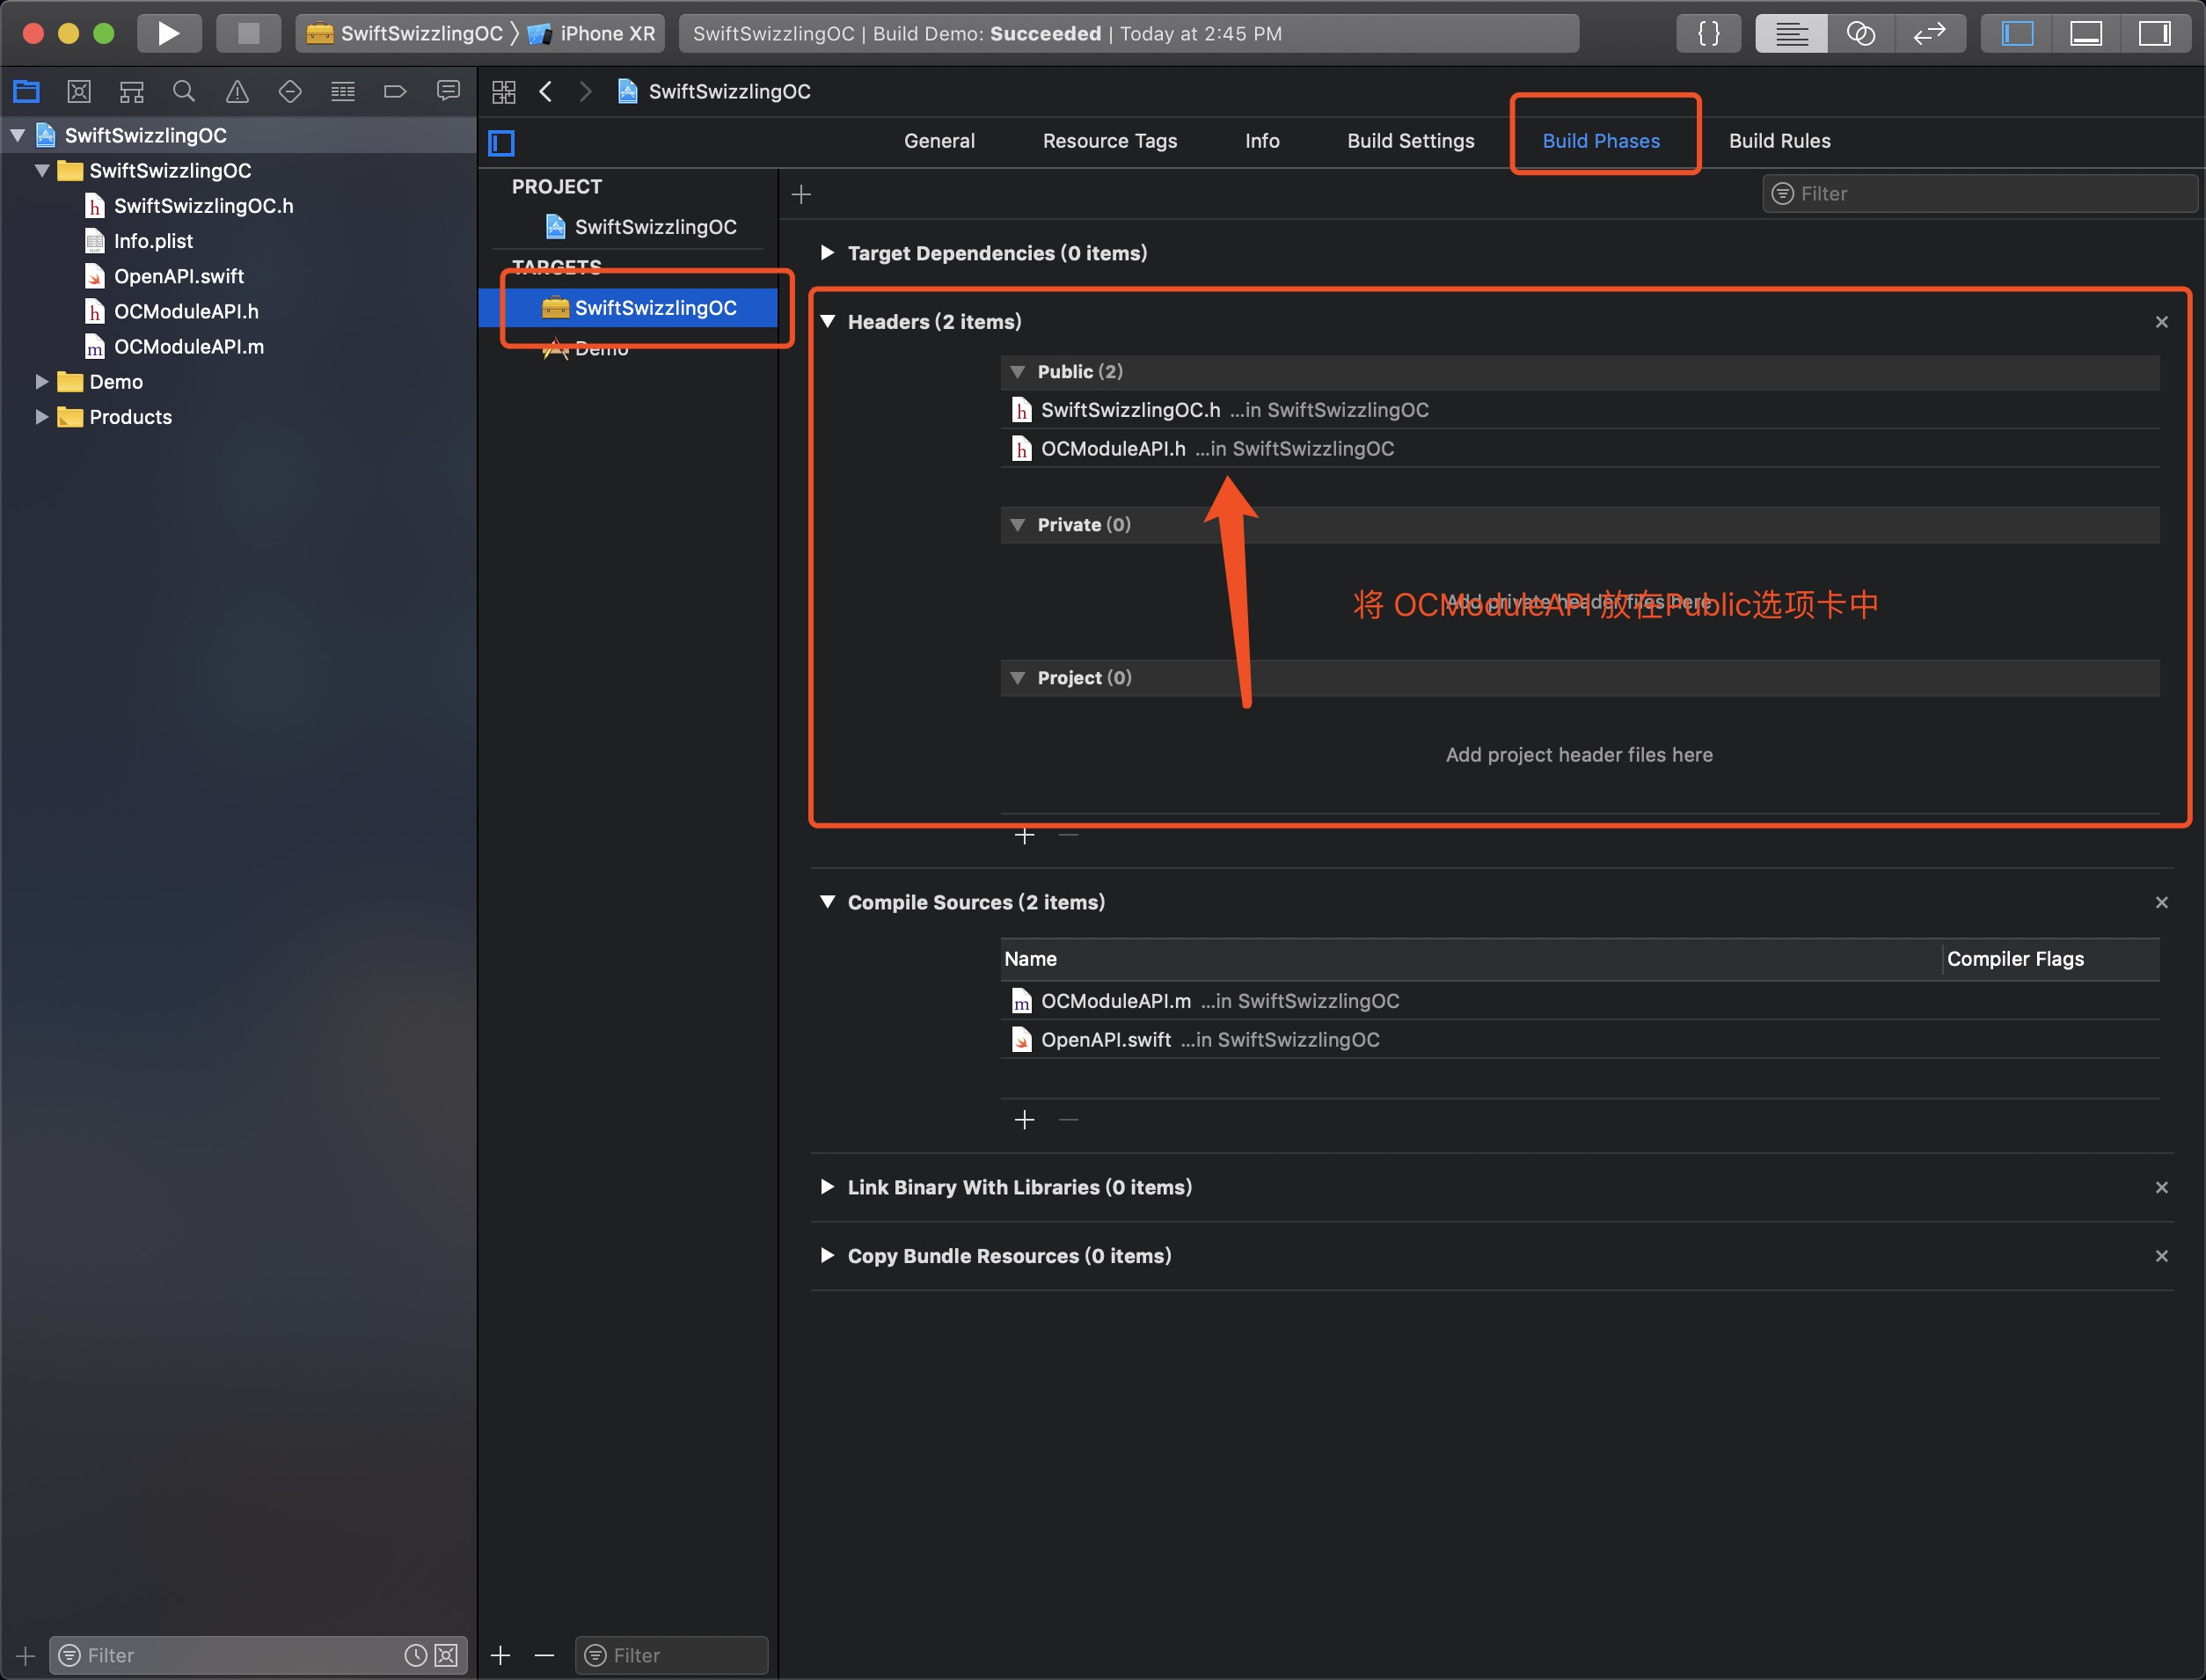 SwiftSwizzlingOC
iPhone XR
SwiftSwizzlingOC | Build Demo: Succeeded | Today at 2:45 PM
{ }
SwiftSwizzlingOC
General
Resource Tags
Info
Build Settings
Build Phases
Build Rules
SwiftSwizzlingOC
SwiftSwizzlingOC
h SwiftSwizzlingOC.h
Info.plist
OpenAPI.swift
h OCModuleAPI.h
m OCModuleAPI.m
Demo
Products
Filter
PROJECT
SwiftSwizzlingOC
TARGETS
SwiftSwizzlingOC
Demo
Filter
Filter
Target Dependencies (0 items)
Headers (2 items)
Public (2)
h SwiftSwizzlingOC.h ...in SwiftSwizzlingOC
h OCModuleAPI.h ...in SwiftSwizzlingOC
Private (0)
Add private header files here
将 OCModuleAPI 放在Public选项卡中
Project (0)
Add project header files here
Compile Sources (2 items)
Name
Compiler Flags
m OCModuleAPI.m ...in SwiftSwizzlingOC
OpenAPI.swift ...in SwiftSwizzlingOC
Link Binary With Libraries (0 items)
Copy Bundle Resources (0 items)